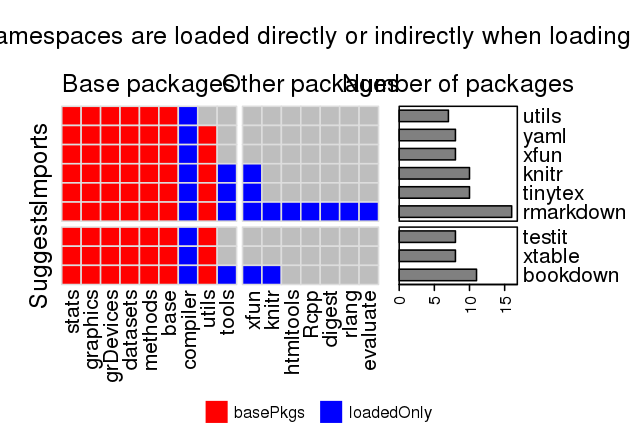 amespaces are loaded directly or indirectly when loading
Base packages
Other packages
Number of packages
Imports
Suggests
utils
yaml
xfun
knitr
tinytex
rmarkdown
testit
xtable
bookdown
0
5
10
15
stats
graphics
grDevices
datasets
methods
base
compiler
utils
tools
xfun
knitr
htmltools
Rcpp
digest
rlang
evaluate
basePkgs
loadedOnly